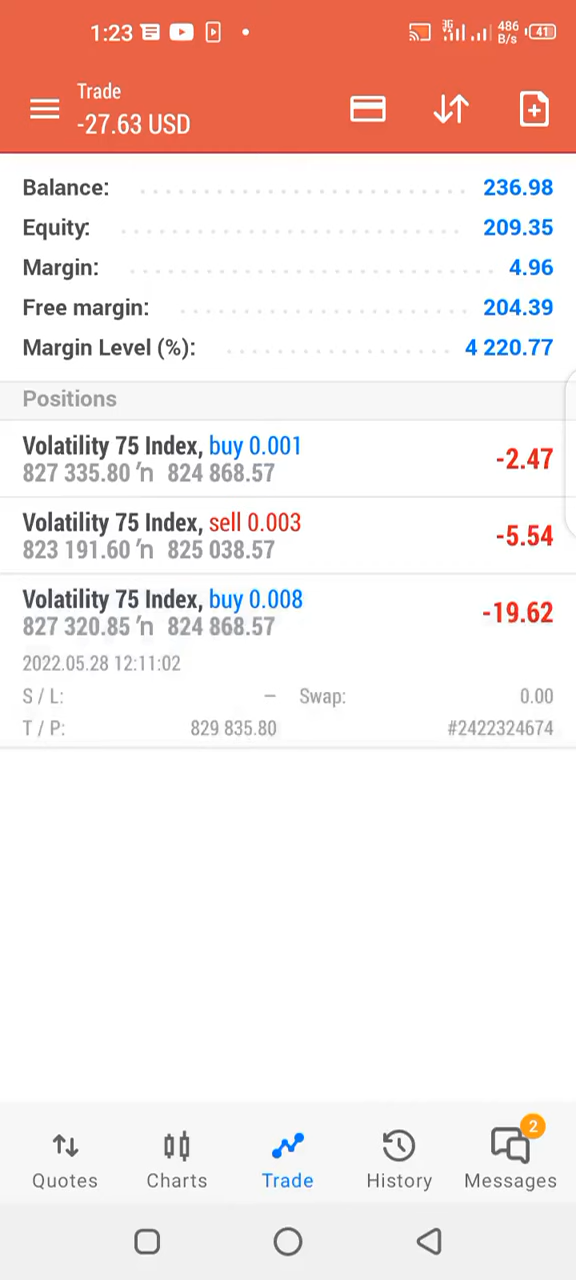 1:23 3G 486 B/s 41
Trade
-27.63 USD
Balance: 236.98
Equity: 209.35
Margin: 4.96
Free margin: 204.39
Margin Level (%): 4 220.77
Positions
Volatility 75 Index, buy 0.001 -2.47
827 335.80 'n 824 868.57
Volatility 75 Index, sell 0.003 -5.54
823 191.60 'n 825 038.57
Volatility 75 Index, buy 0.008 -19.62
827 320.85 'n 824 868.57
2022.05.28 12:11:02
S / L: – Swap: 0.00
T / P: 829 835.80 #2422324674
2
Quotes Charts Trade History Messages